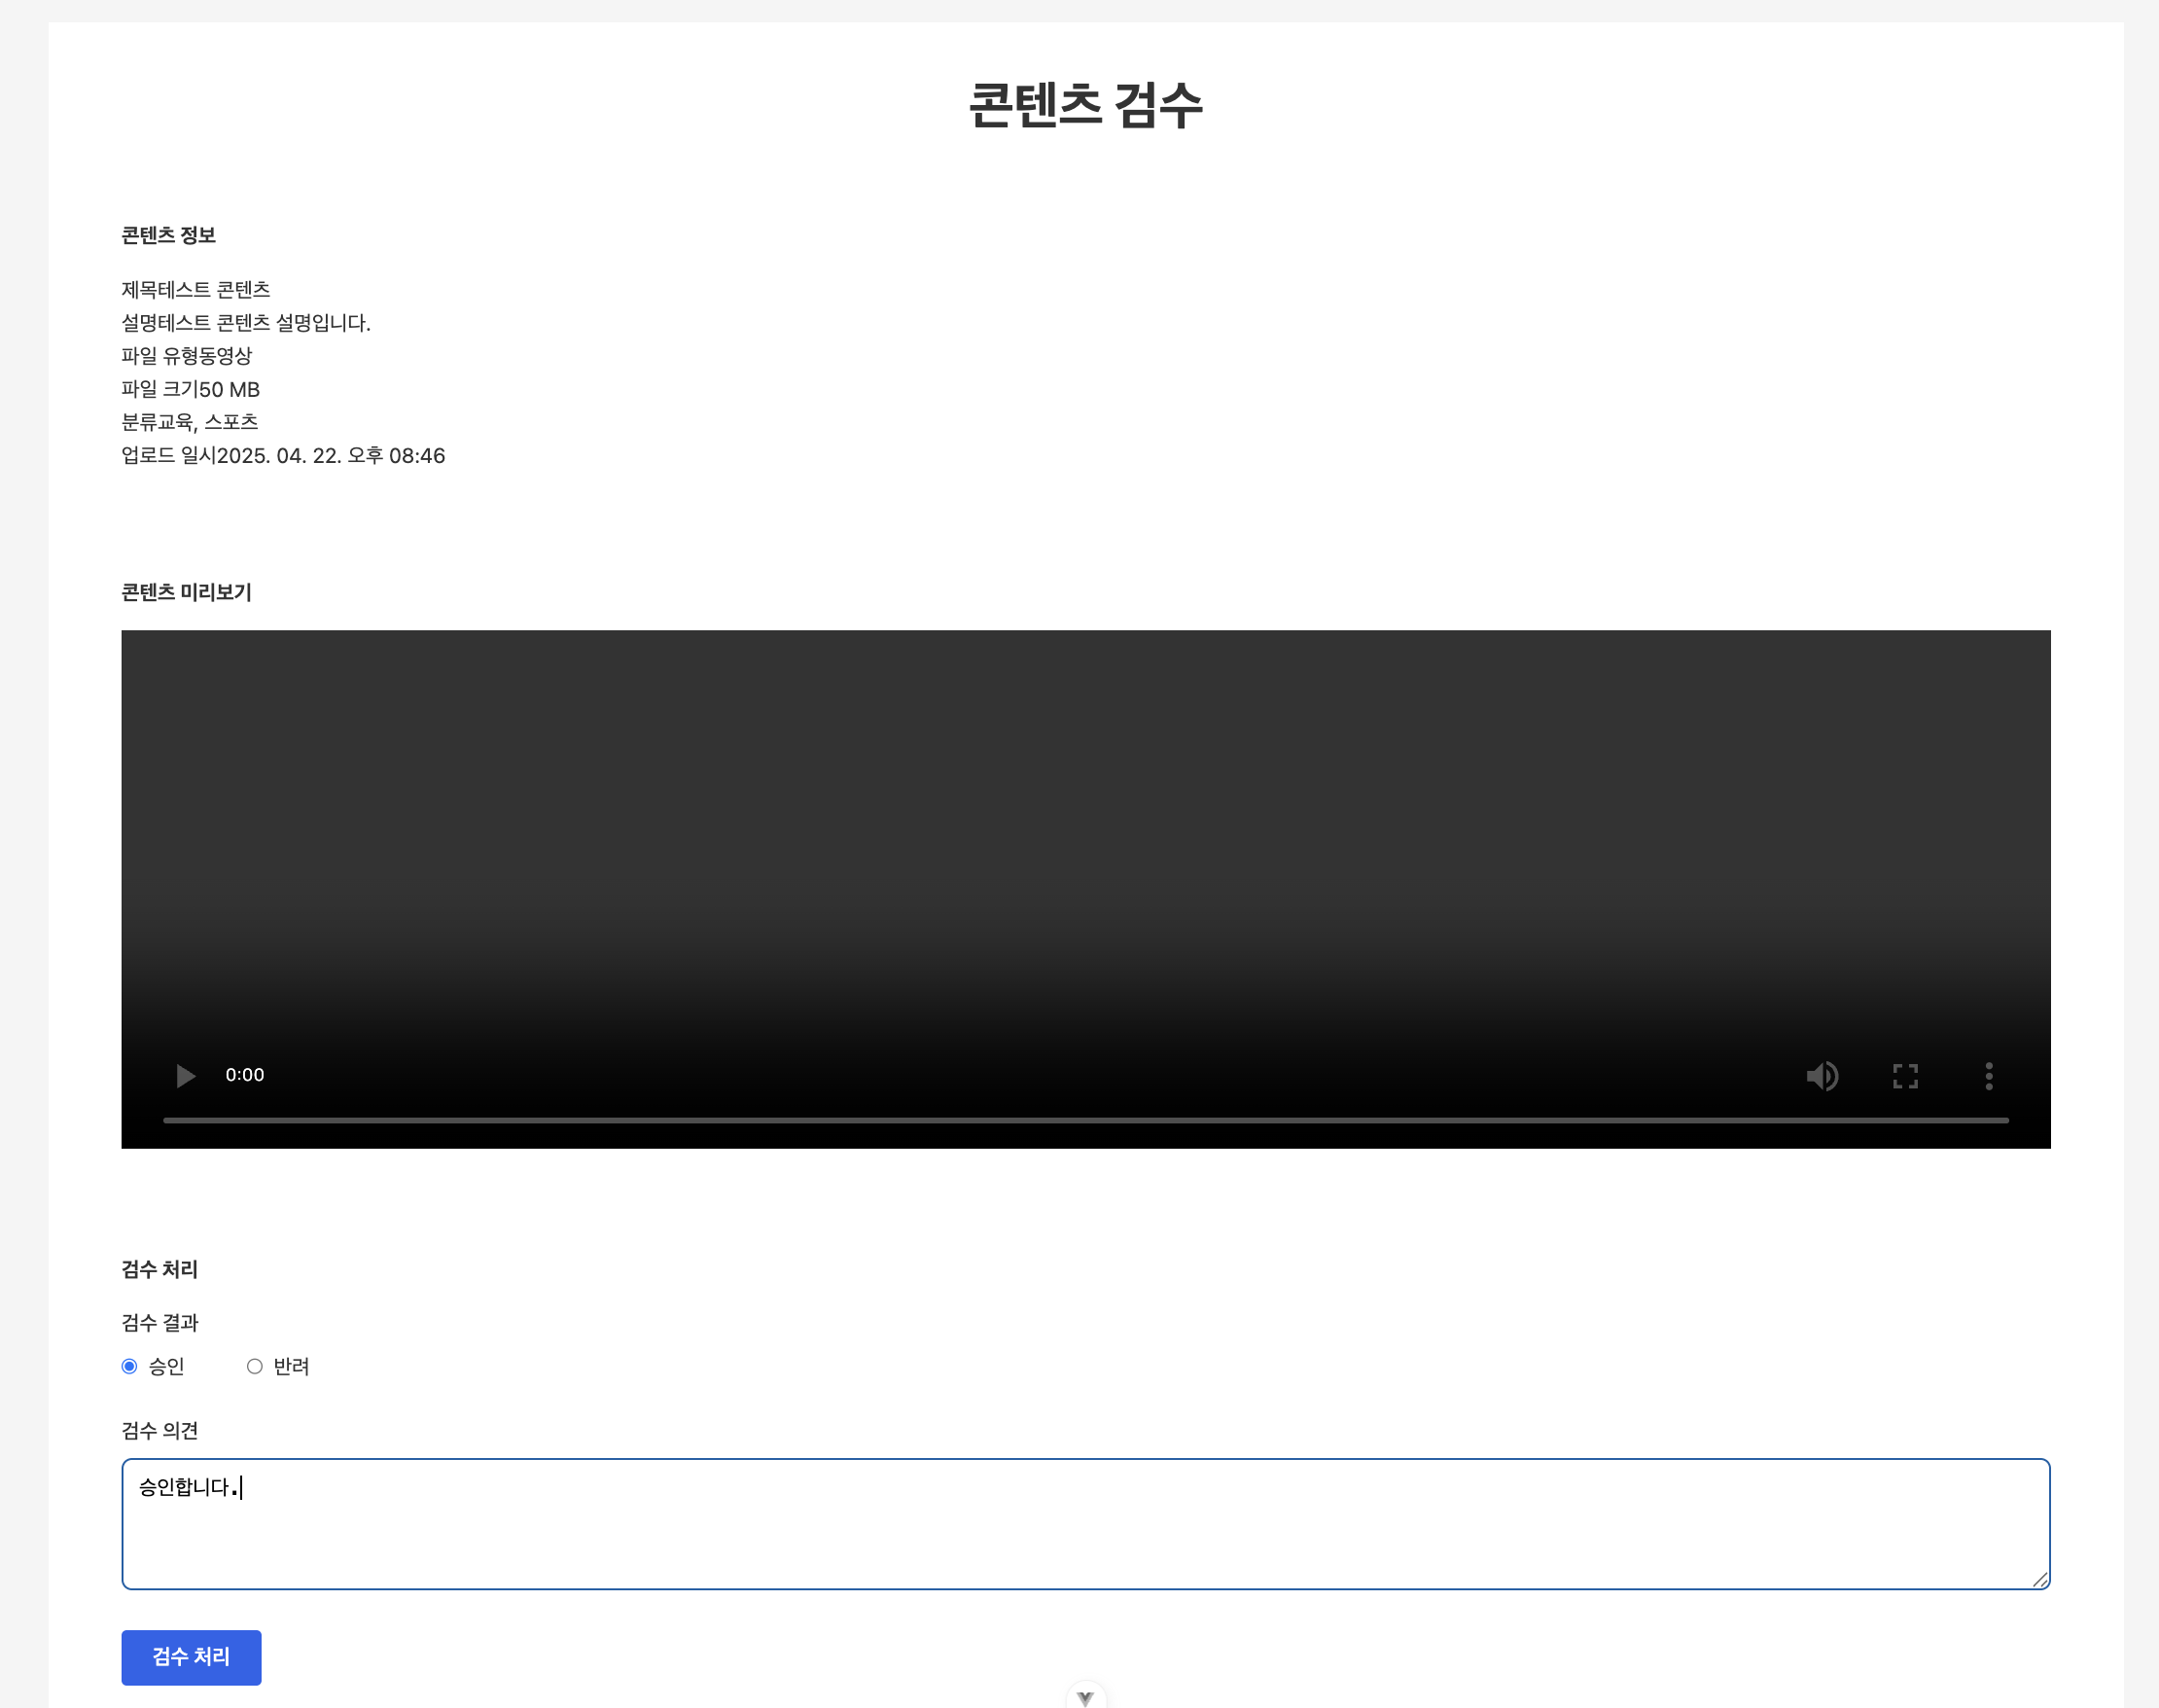 콘텐츠 검수
콘텐츠 정보
제목테스트 콘텐츠
설명테스트 콘텐츠 설명입니다.
파일 유형동영상
파일 크기50 MB
분류교육, 스포츠
업로드 일시2025. 04. 22. 오후 08:46
콘텐츠 미리보기
0:00
검수 처리
검수 결과
승인 반려
검수 의견
승인합니다.
검수 처리